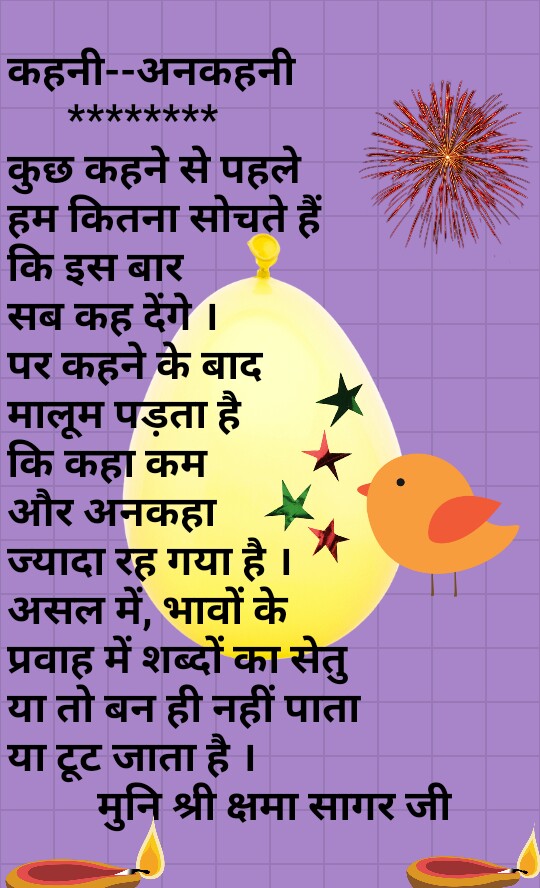 कहनी--अनकहनी
********
कुछ कहने से पहले
हम कितना सोचते हैं
कि इस बार
सब कह देंगे ।
पर कहने के बाद
मालूम पड़ता है
कि कहा कम
और अनकहा
ज्यादा रह गया है ।
असल में, भावों के
प्रवाह में शब्दों का सेतु
या तो बन ही नहीं पाता
या टूट जाता है ।
मुनि श्री क्षमा सागर जी